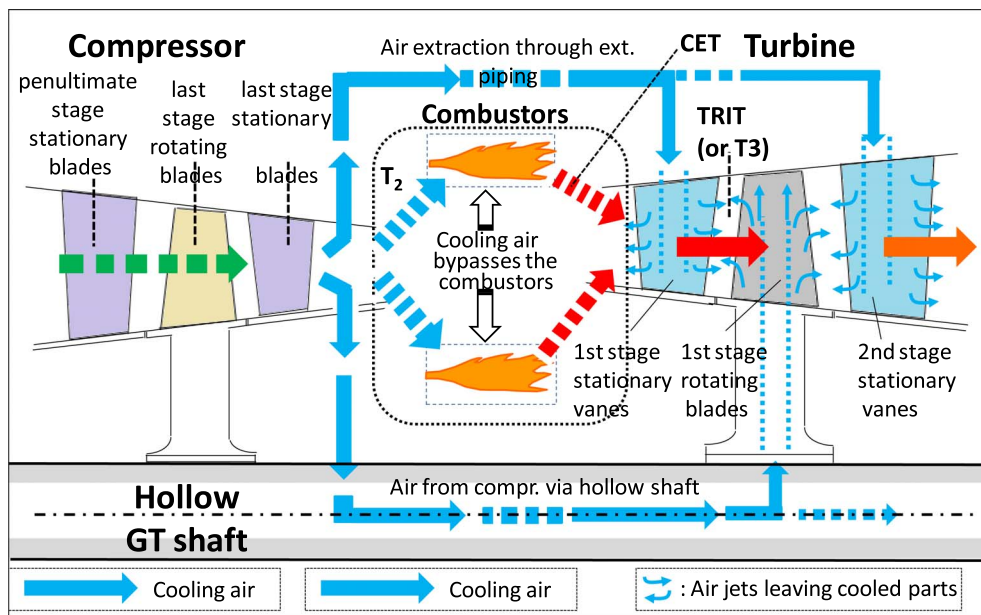 Compressor
Air extraction through ext.
piping
CET
Turbine
penultimate
stage
stationary
blades
last
stage
rotating
blades
last stage
stationary
blades
Combustors
TRIT
(or T3)
T2
Cooling air
bypasses the
combustors
1st stage
stationary
vanes
1st stage
rotating
blades
2nd stage
stationary
vanes
Hollow
GT shaft
Air from compr. via hollow shaft
Cooling air
Cooling air
: Air jets leaving cooled parts